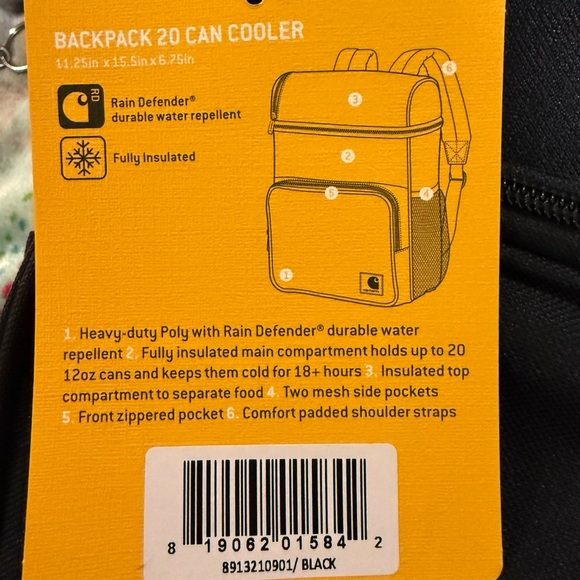 BACKPACK 20 CAN COOLER
11.25in x 15.5in x 6.75in
RD
Rain Defender®
durable water repellent
Fully Insulated
6
3
2
5
4
1
1. Heavy-duty Poly with Rain Defender® durable water
repellent 2. Fully insulated main compartment holds up to 20
12oz cans and keeps them cold for 18+ hours 3. Insulated top
compartment to separate food 4. Two mesh side pockets
5. Front zippered pocket 6. Comfort padded shoulder straps
8 19062 01584 2
8913210901/ BLACK